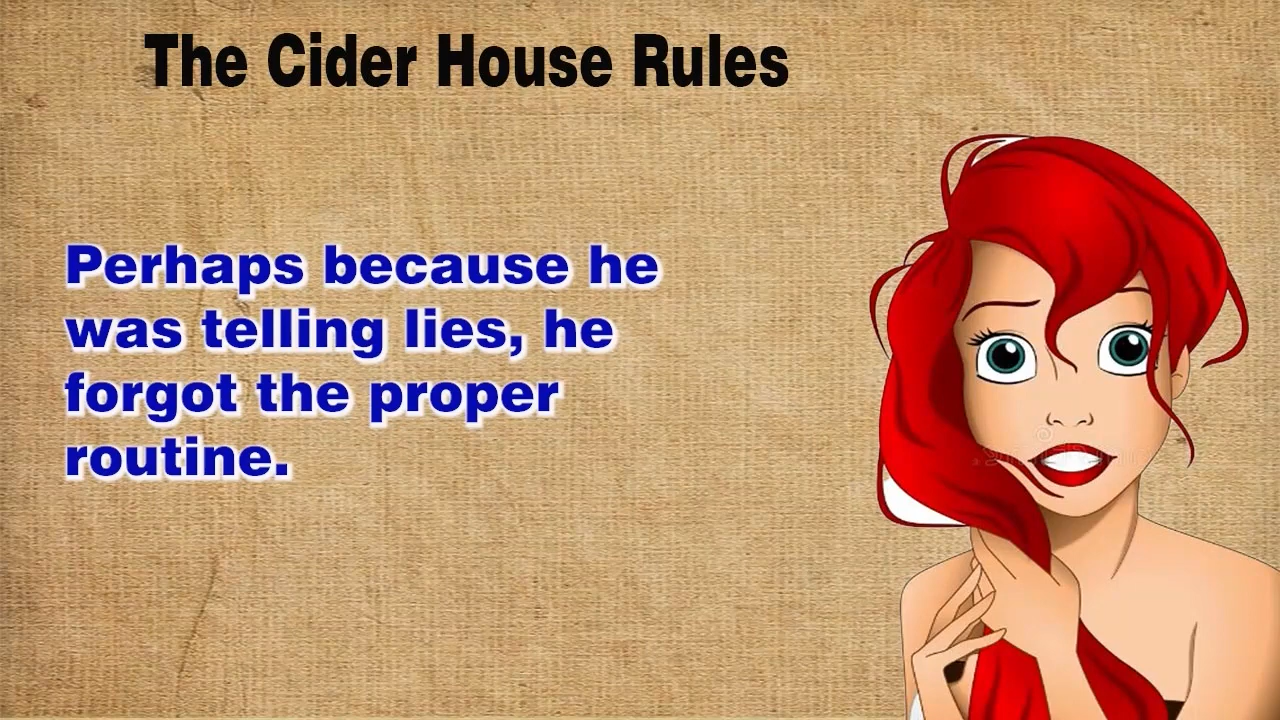 The Cider House Rules
Perhaps because he
was telling lies, he
forgot the proper
routine.